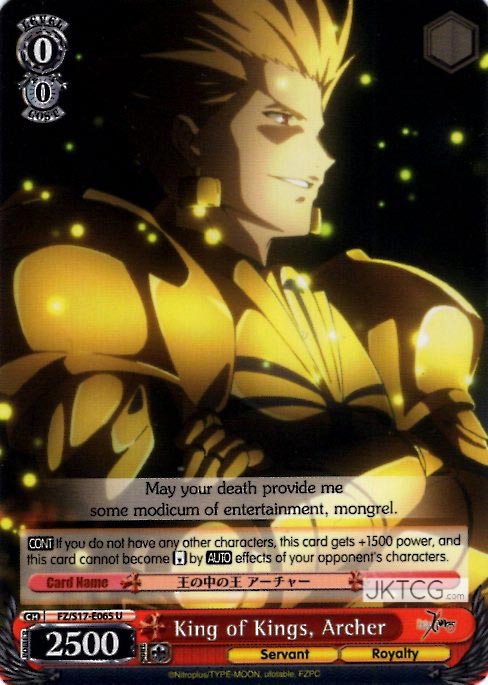 LEVEL
0
0
COST
May your death provide me
some modicum of entertainment, mongrel.
CONT If you do not have any other characters, this card gets +1500 power, and
this card cannot become by AUTO effects of your opponent's characters.
Card Name 王の中の王 アーチャー
JKTCG.com
CH FZ/S17-E065 U
POWER 2500
King of Kings, Archer
Servant Royalty
©Nitroplus/TYPE-MOON, ufotable, FZPC